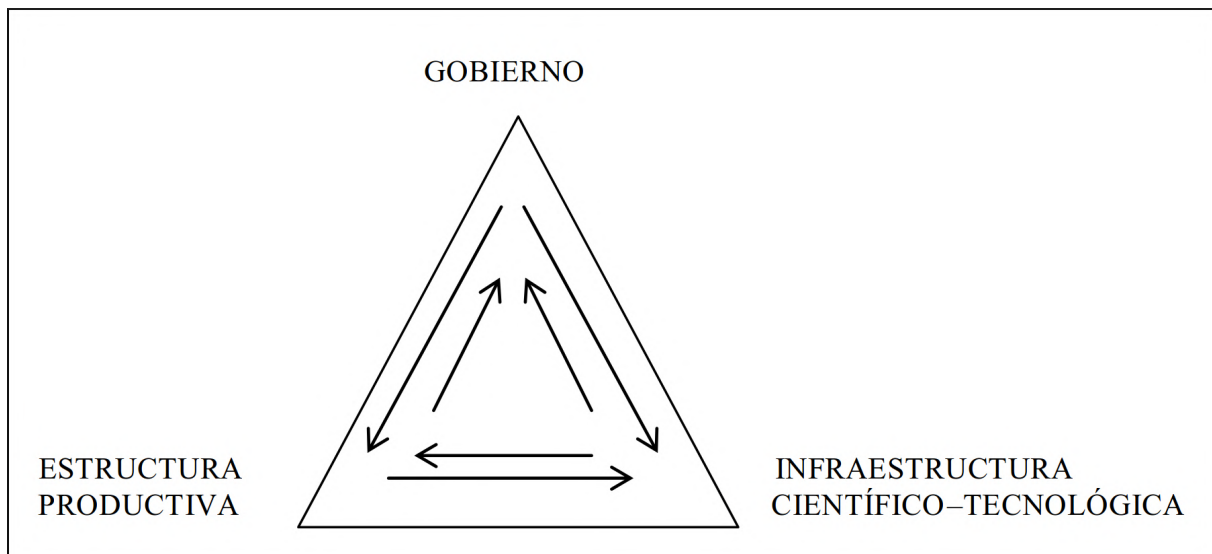 GOBIERNO
ESTRUCTURA
PRODUCTIVA
INFRAESTRUCTURA
CIENTÍFICO–TECNOLÓGICA